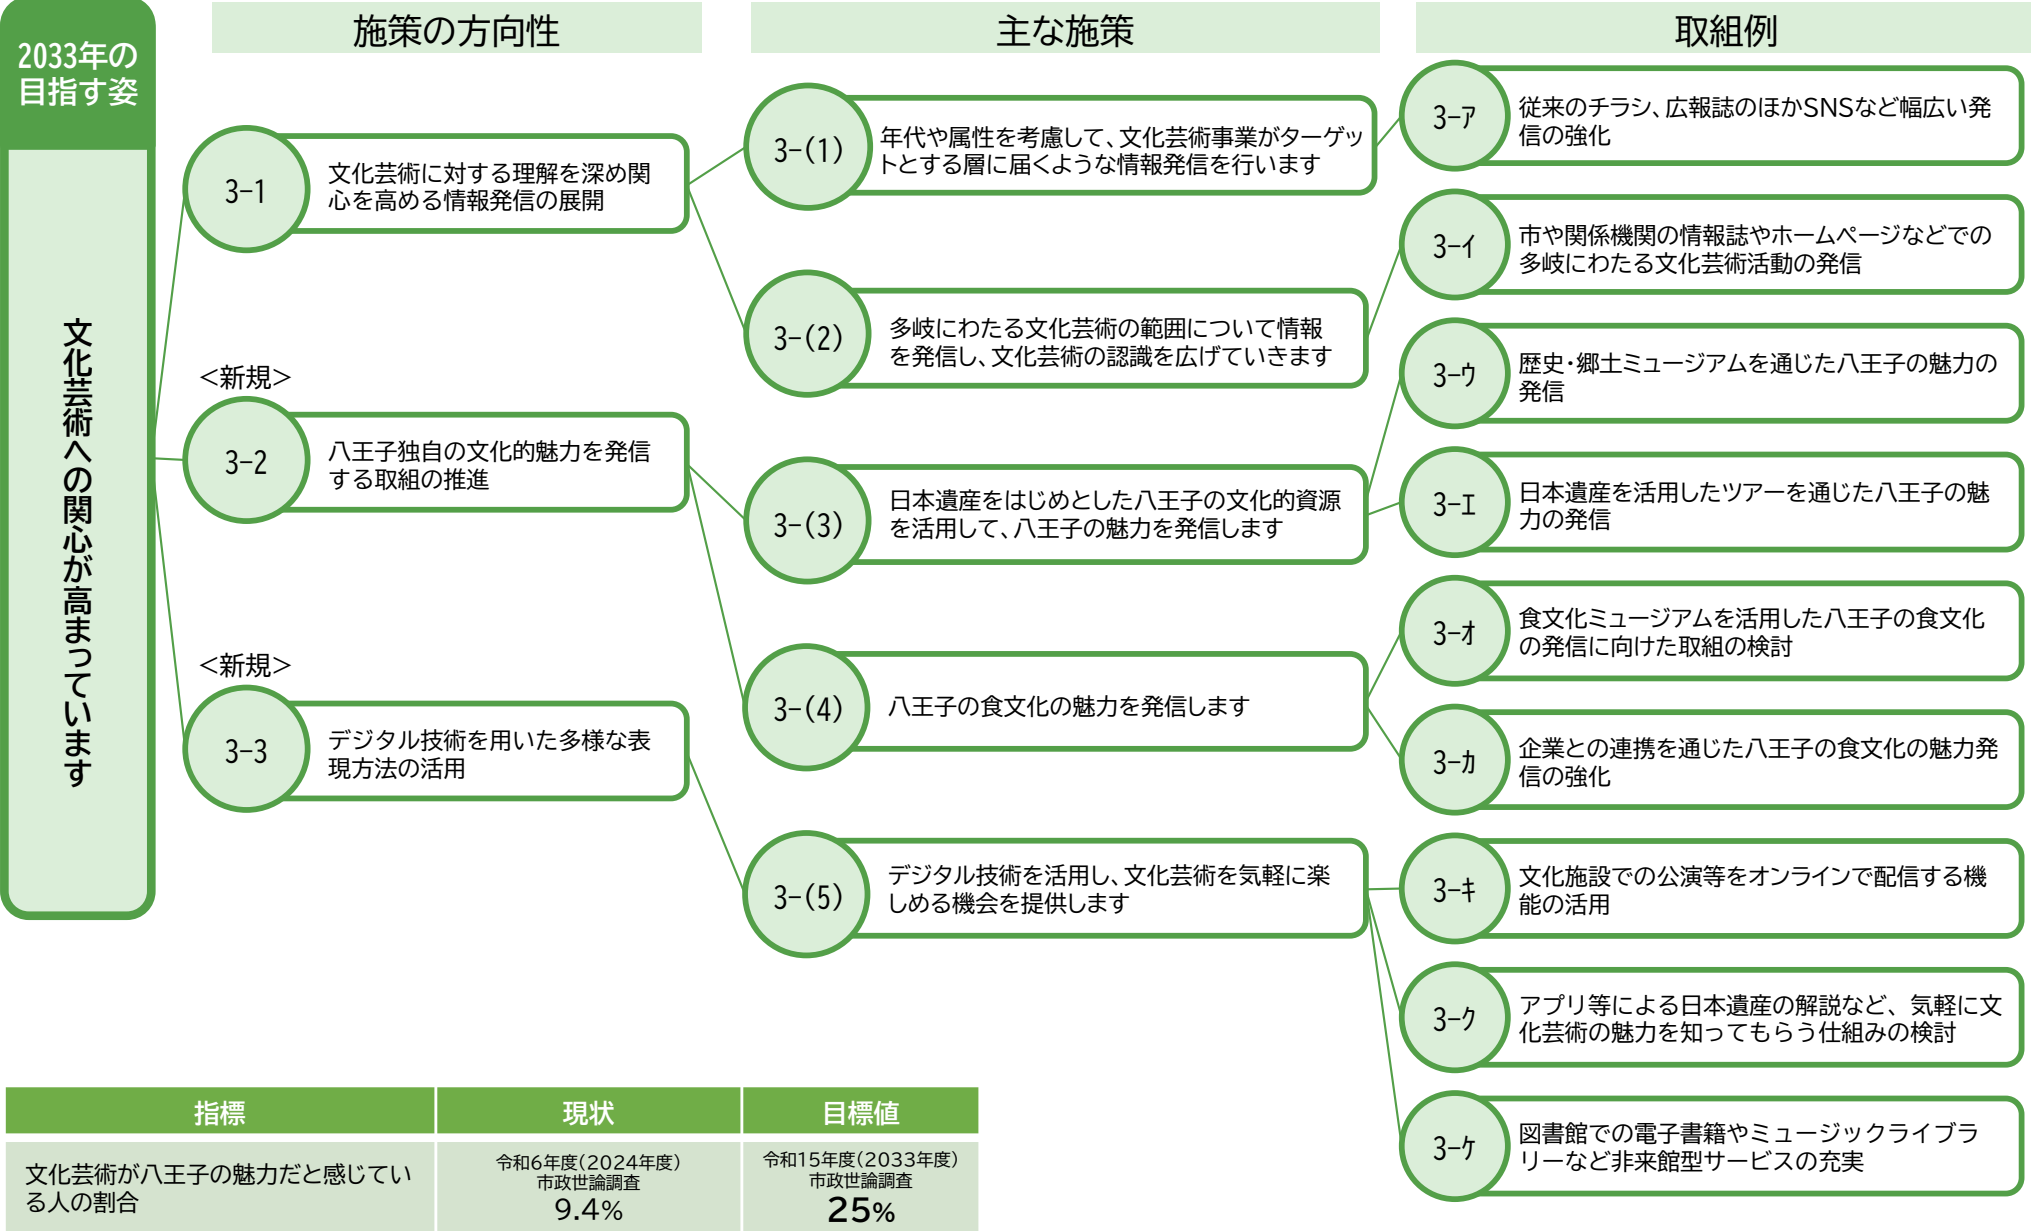 2033年の
目指す姿
文化芸術への関心が高まっています
施策の方向性
3-1
文化芸術に対する理解を深め関
心を高める情報発信の展開
<新規>
3-2
八王子独自の文化的魅力を発信
する取組の推進
<新規>
3-3
デジタル技術を用いた多様な表
現方法の活用
主な施策
3-(1)
年代や属性を考慮して、文化芸術事業がターゲッ
トとする層に届くような情報発信を行います
3-(2)
多岐にわたる文化芸術の範囲について情報
を発信し、文化芸術の認識を広げていきます
3-(3)
日本遺産をはじめとした八王子の文化的資源
を活用して、八王子の魅力を発信します
3-(4)
八王子の食文化の魅力を発信します
3-(5)
デジタル技術を活用し、文化芸術を気軽に楽
しめる機会を提供します
取組例
3-ア
従来のチラシ、広報誌のほかSNSなど幅広い発
信の強化
3-イ
市や関係機関の情報誌やホームページなどでの
多岐にわたる文化芸術活動の発信
3-ウ
歴史・郷土ミュージアムを通じた八王子の魅力の
発信
3-エ
日本遺産を活用したツアーを通じた八王子の魅
力の発信
3-オ
食文化ミュージアムを活用した八王子の食文化
の発信に向けた取組の検討
3-カ
企業との連携を通じた八王子の食文化の魅力発
信の強化
3-キ
文化施設での公演等をオンラインで配信する機
能の活用
3-ク
アプリ等による日本遺産の解説など、気軽に文
化芸術の魅力を知ってもらう仕組みの検討
3-ケ
図書館での電子書籍やミュージックライブラ
リーなど非来館型サービスの充実
指標
現状
目標値
文化芸術が八王子の魅力だと感じてい
る人の割合
令和6年度(2024年度)
市政世論調査
9.4%
令和15年度(2033年度)
市政世論調査
25%